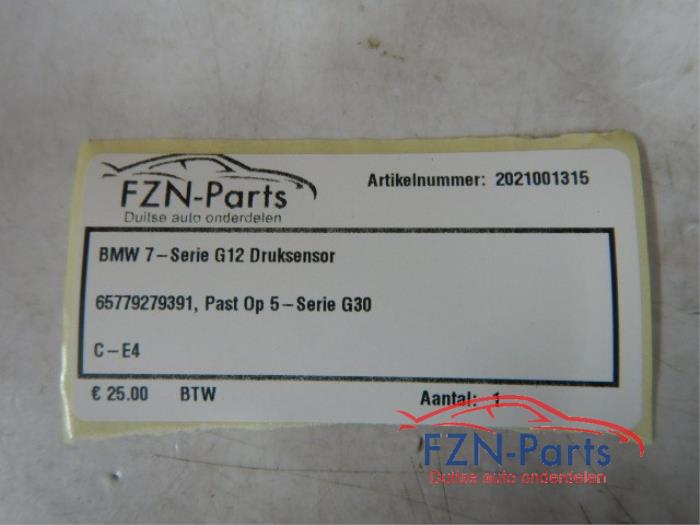 FZN-Parts
Duitse auto onderdelen
Artikelnummer: 2021001315
BMW 7-Serie G12 Druksensor
65779279391, Past Op 5-Serie G30
C-E4
€ 25.00 BTW Aantal: 1
FZN-Parts
Duitse auto onderdelen